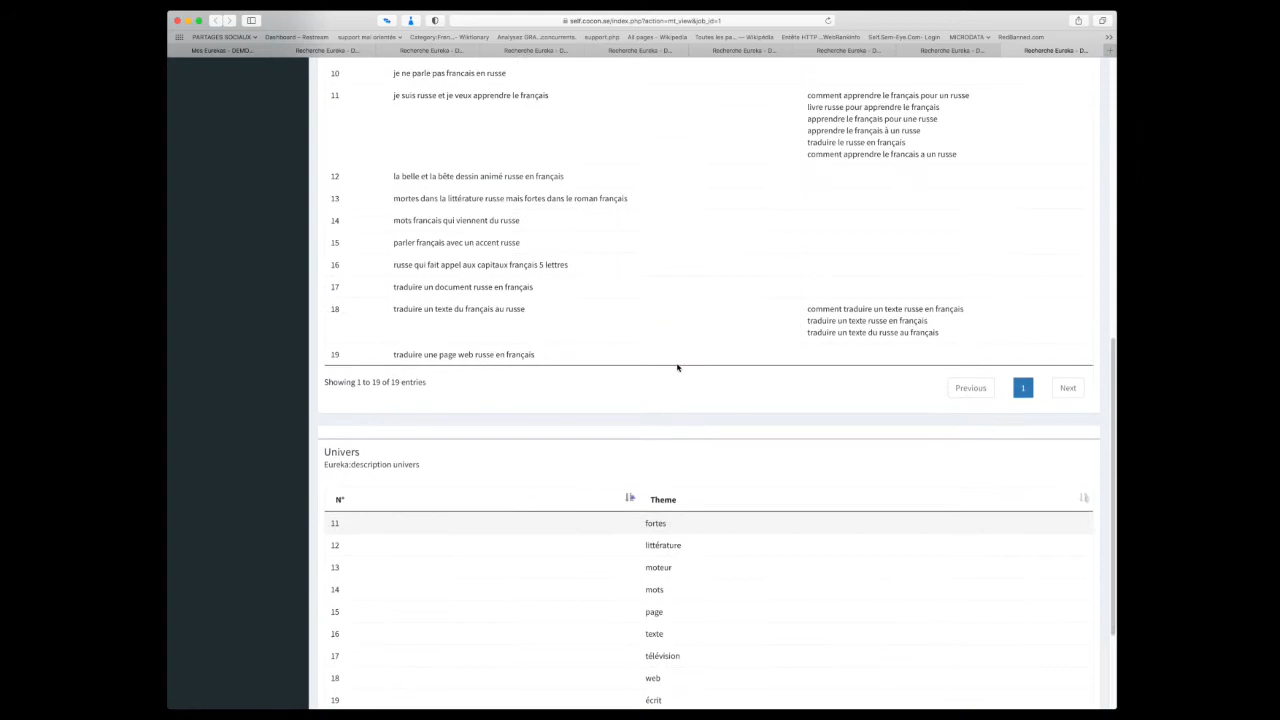 self.cocon.se/index.php?action=mt_view&job_id=1
PARTAGES SOCIAUX
Dashboard - Restream
support mal orientés
Category:Fren...- Wiktionary
Analysez GRA...concurrents.
support.php
All pages - Wikipedia
Toutes les pa... — Wikipédia
Entête HTTP...WebRankInfo
Self.Sem-Eye.Com- Login
MICRODATA
RedBanned.com
Mes Eurekas - DEMO...
Recherche Eureka - D...
Recherche Eureka - D...
Recherche Eureka - D...
Recherche Eureka - D...
Recherche Eureka - D...
Recherche Eureka - D...
Recherche Eureka - D...
Recherche Eureka - D...
10 je ne parle pas francais en russe
11 je suis russe et je veux apprendre le français
comment apprendre le français pour un russe
livre russe pour apprendre le français
apprendre le français pour une russe
apprendre le français à un russe
traduire le russe en français
comment apprendre le francais a un russe
12 la belle et la bête dessin animé russe en français
13 mortes dans la littérature russe mais fortes dans le roman français
14 mots francais qui viennent du russe
15 parler français avec un accent russe
16 russe qui fait appel aux capitaux français 5 lettres
17 traduire un document russe en français
18 traduire un texte du français au russe
comment traduire un texte russe en français
traduire un texte russe en français
traduire un texte du russe au français
19 traduire une page web russe en français
Showing 1 to 19 of 19 entries
Previous 1 Next
Univers
Eureka:description univers
N° Theme
11 fortes
12 littérature
13 moteur
14 mots
15 page
16 texte
17 télévision
18 web
19 écrit